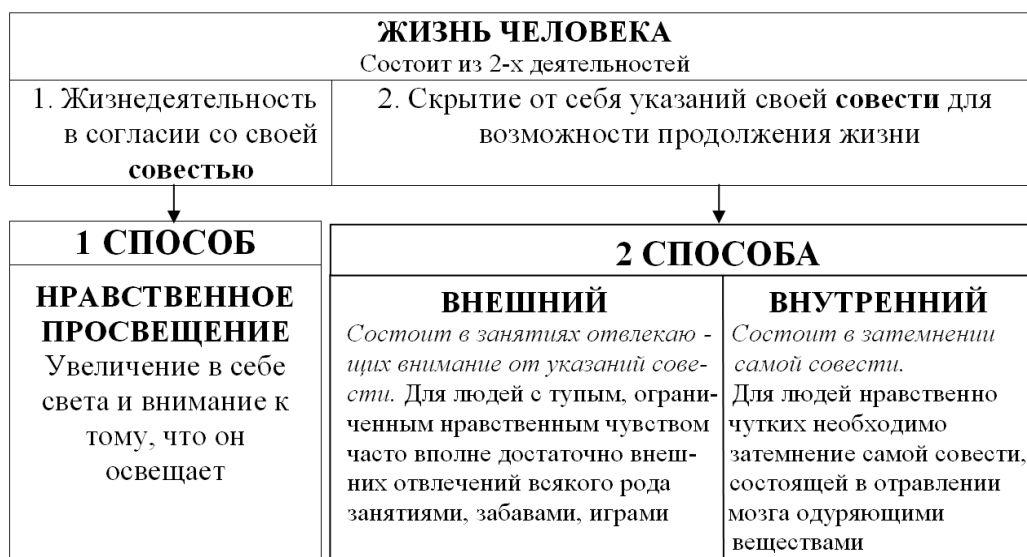 ЖИЗНЬ ЧЕЛОВЕКА
Состоит из 2-х деятельностей
1. Жизнедеятельность
в согласии со своей
совестью
2. Скрытие от себя указаний своей совести для
возможности продолжения жизни
1 СПОСОБ
НРАВСТВЕННОЕ
ПРОСВЕЩЕНИЕ
Увеличение в себе
света и внимание к
тому, что он
освещает
2 СПОСОБА
ВНЕШНИЙ
Состоит в занятиях отвлекаю -
щих внимание от указаний сове-
сти. Для людей с тупым, ограни-
ченным нравственным чувством
часто вполне достаточно внеш-
них отвлечений всякого рода
занятиями, забавами, играми
ВНУТРЕННИЙ
Состоит в затемнении
самой совести.
Для людей нравственно
чутких необходимо
затемнение самой совести,
состоящей в отравлении
мозга одуряющими
веществами